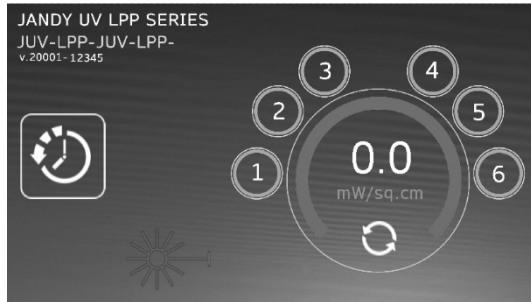 JANDY UV LPP SERIES
JUV-LPP-JUV-LPP-
v.20001-12345
1
2
3
4
5
6
0.0
mW/sq.cm